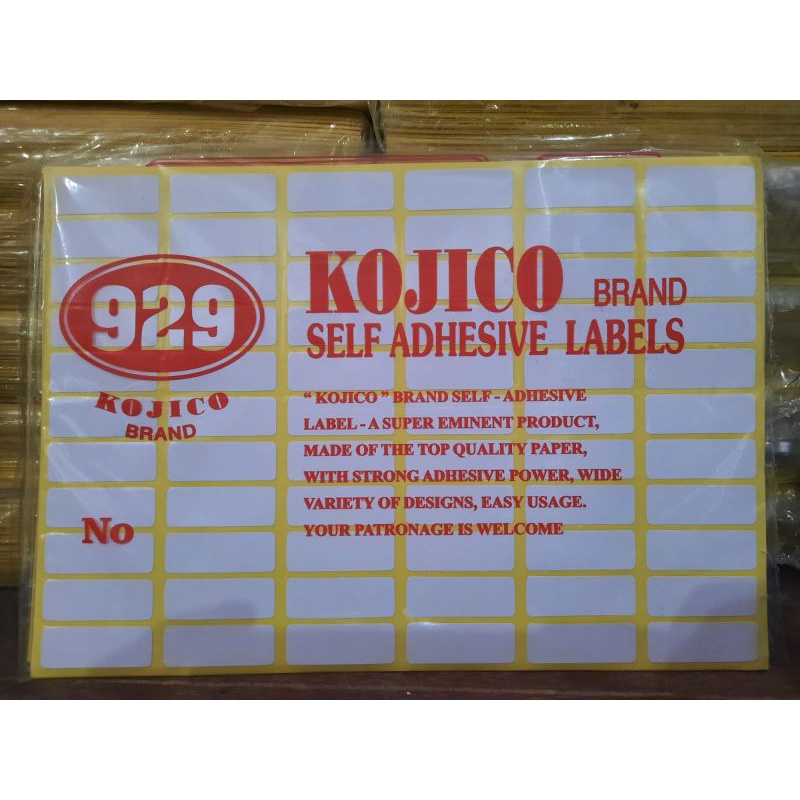 929
KOJICO
BRAND
No
KOJICO BRAND
SELF ADHESIVE LABELS
“ KOJICO ” BRAND SELF - ADHESIVE
LABEL - A SUPER EMINENT PRODUCT,
MADE OF THE TOP QUALITY PAPER,
WITH STRONG ADHESIVE POWER, WIDE
VARIETY OF DESIGNS, EASY USAGE.
YOUR PATRONAGE IS WELCOME